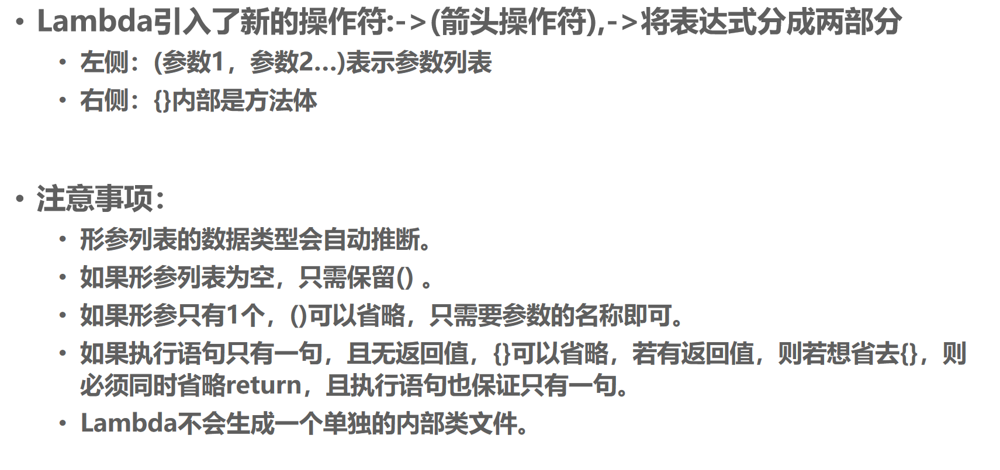 • Lambda引入了新的操作符:->(箭头操作符),->将表达式分成两部分
• 左侧：(参数1，参数2...)表示参数列表
• 右侧：{}内部是方法体
• 注意事项：
• 形参列表的数据类型会自动推断。
• 如果形参列表为空，只需保留() 。
• 如果形参只有1个，()可以省略，只需要参数的名称即可。
• 如果执行语句只有一句，且无返回值，{}可以省略，若有返回值，则若想省去{}，则
必须同时省略return，且执行语句也保证只有一句。
• Lambda不会生成一个单独的内部类文件。